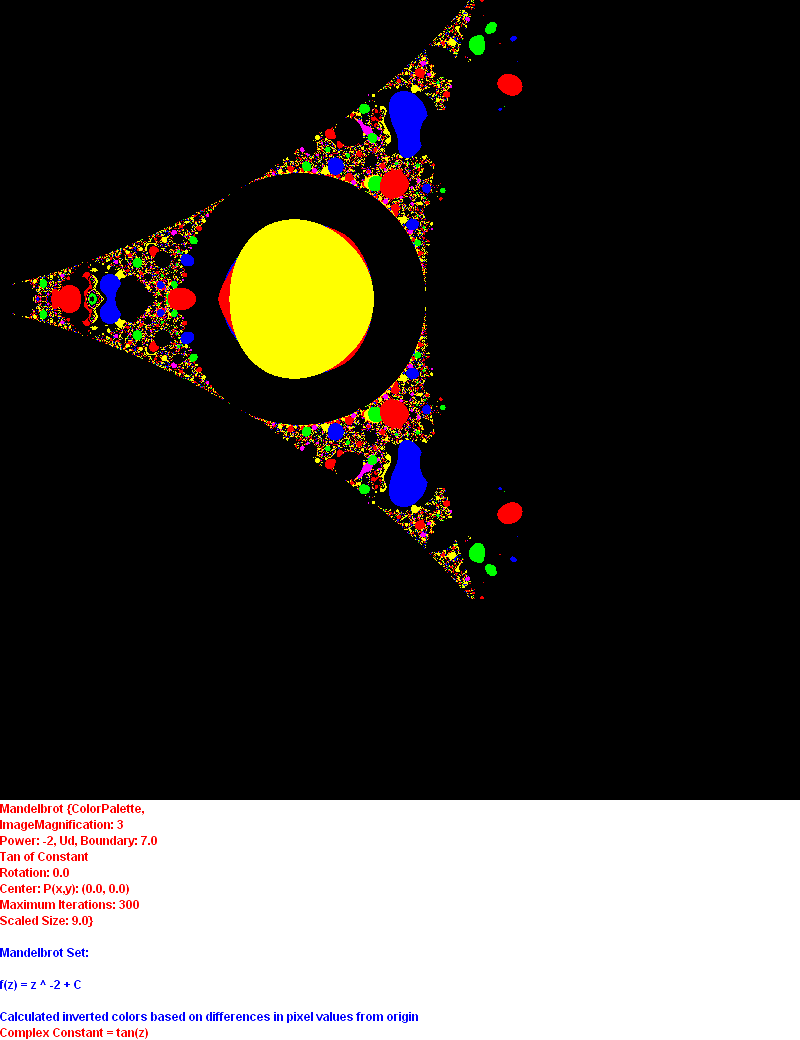 Mandelbrot {ColorPalette,
ImageMagnification: 3
Power: -2, Ud, Boundary: 7.0
Tan of Constant
Rotation: 0.0
Center: P(x,y): (0.0, 0.0)
Maximum Iterations: 300
Scaled Size: 9.0}
Mandelbrot Set:
f(z) = z ^ -2 + C
Calculated inverted colors based on differences in pixel values from origin
Complex Constant = tan(z)